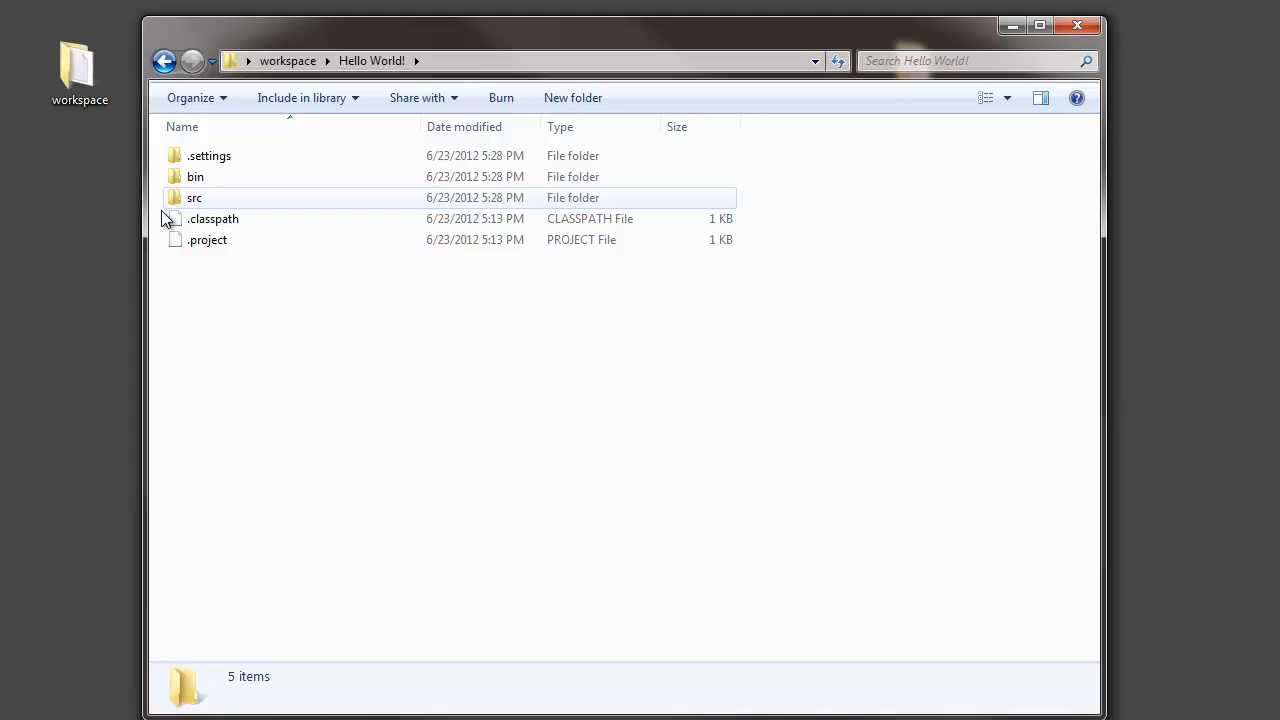 workspace
workspace Hello World!
Search Hello World!
Organize Include in library Share with Burn New folder
Name Date modified Type Size
.settings 6/23/2012 5:28 PM File folder
bin 6/23/2012 5:28 PM File folder
src 6/23/2012 5:28 PM File folder
.classpath 6/23/2012 5:13 PM CLASSPATH File 1 KB
.project 6/23/2012 5:13 PM PROJECT File 1 KB
5 items